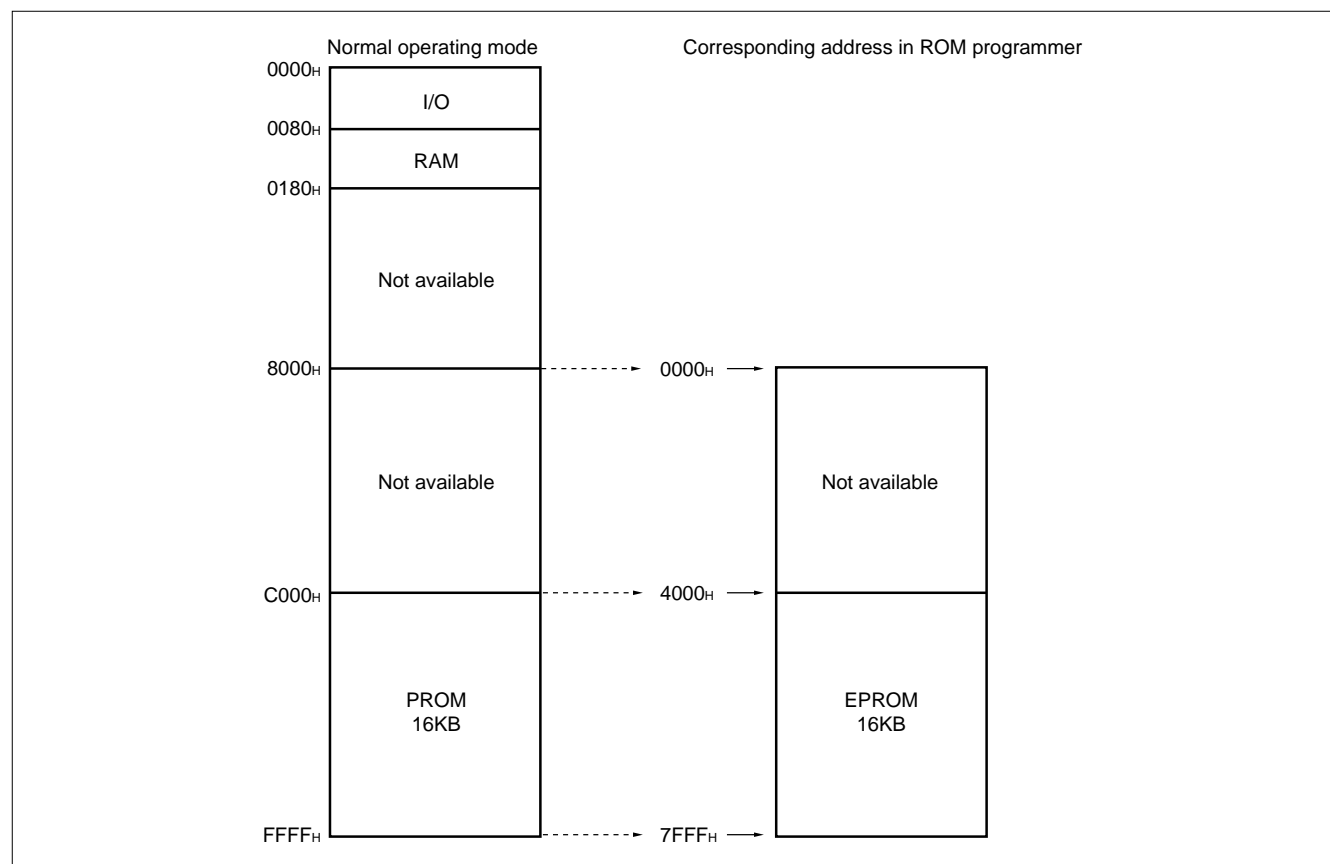 Normal operating mode
Corresponding address in ROM programmer
0000H
I/O
0080H
RAM
0180H
Not available
8000H
0000H
Not available
Not available
C000H
4000H
PROM
16KB
EPROM
16KB
FFFFH
7FFFH